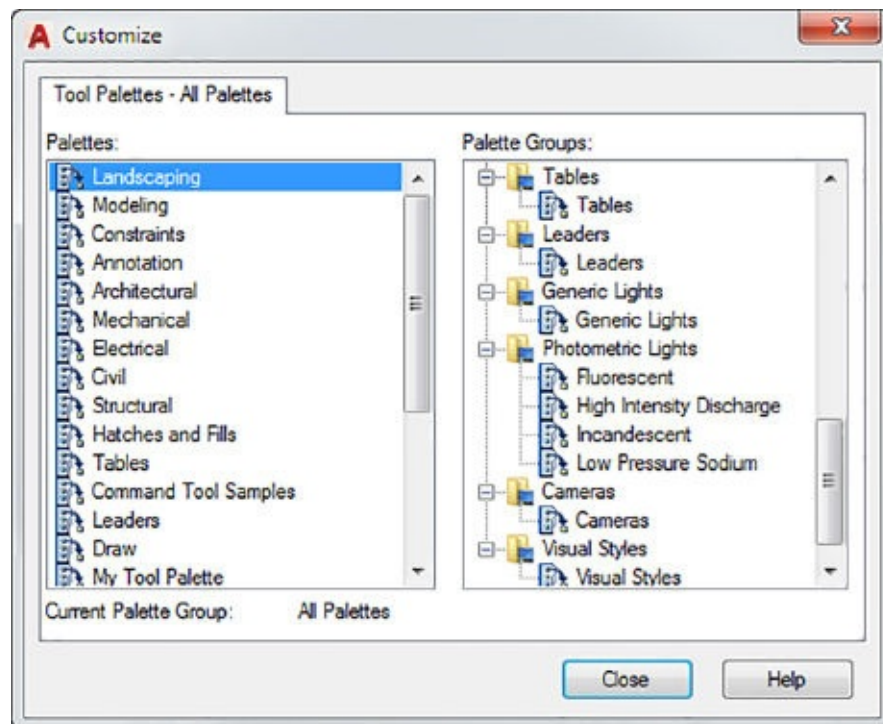 Customize
Tool Palettes - All Palettes
Palettes:
Landscaping
Modeling
Constraints
Annotation
Architectural
Mechanical
Electrical
Civil
Structural
Hatches and Fills
Tables
Command Tool Samples
Leaders
Draw
My Tool Palette
Current Palette Group: All Palettes
Palette Groups:
Tables
Tables
Leaders
Leaders
Generic Lights
Generic Lights
Photometric Lights
Fluorescent
High Intensity Discharge
Incandescent
Low Pressure Sodium
Cameras
Cameras
Visual Styles
Visual Styles
Close Help